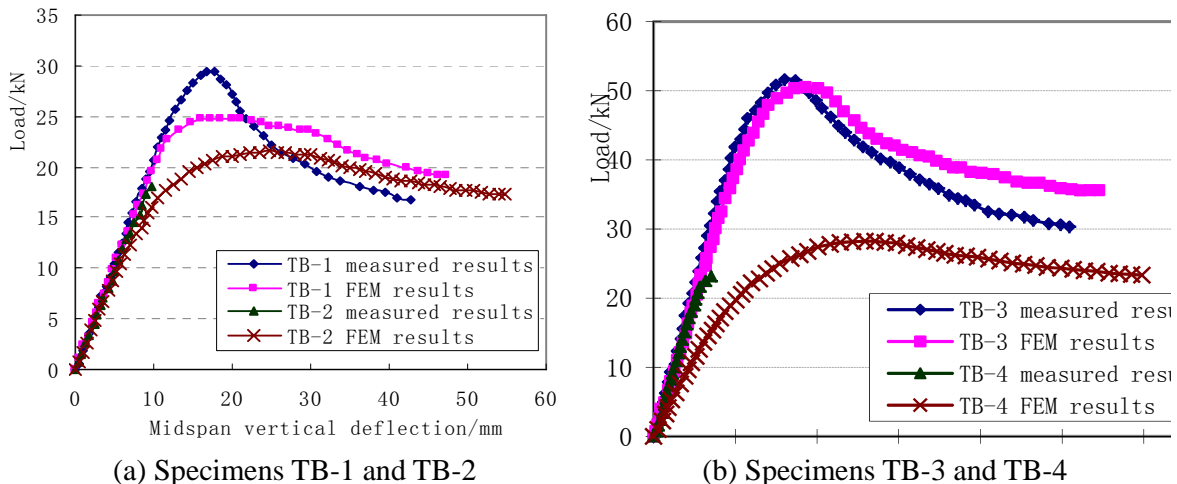 35
30
25
20
15
10
5
0
Load/kN
TB-1 measured results
TB-1 FEM results
TB-2 measured results
TB-2 FEM results
0 10 20 30 40 50 60
Midspan vertical deflection/mm
(a) Specimens TB-1 and TB-2
60
50
40
30
20
10
0
Load/kN
TB-3 measured resu
TB-3 FEM results
TB-4 measured resu
TB-4 FEM results
(b) Specimens TB-3 and TB-4